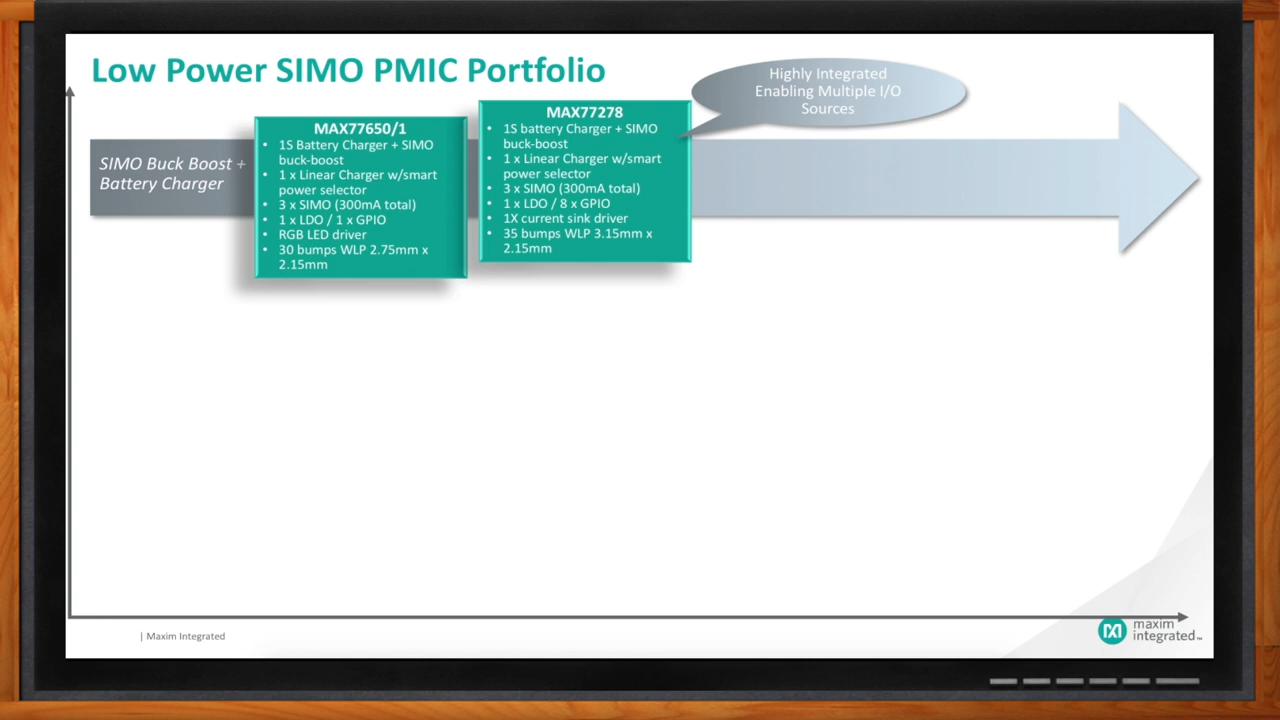 Low Power SIMO PMIC Portfolio
Highly Integrated
Enabling Multiple I/O
Sources
SIMO Buck Boost +
Battery Charger
MAX77650/1
• 1S Battery Charger + SIMO
buck-boost
• 1 x Linear Charger w/smart
power selector
• 3 x SIMO (300mA total)
• 1 x LDO / 1 x GPIO
• RGB LED driver
• 30 bumps WLP 2.75mm x
2.15mm
MAX77278
• 1S battery Charger + SIMO
buck-boost
• 1 x Linear Charger w/smart
power selector
• 3 x SIMO (300mA total)
• 1 x LDO / 8 x GPIO
• 1X current sink driver
• 35 bumps WLP 3.15mm x
2.15mm
| Maxim Integrated
maxim
integrated™